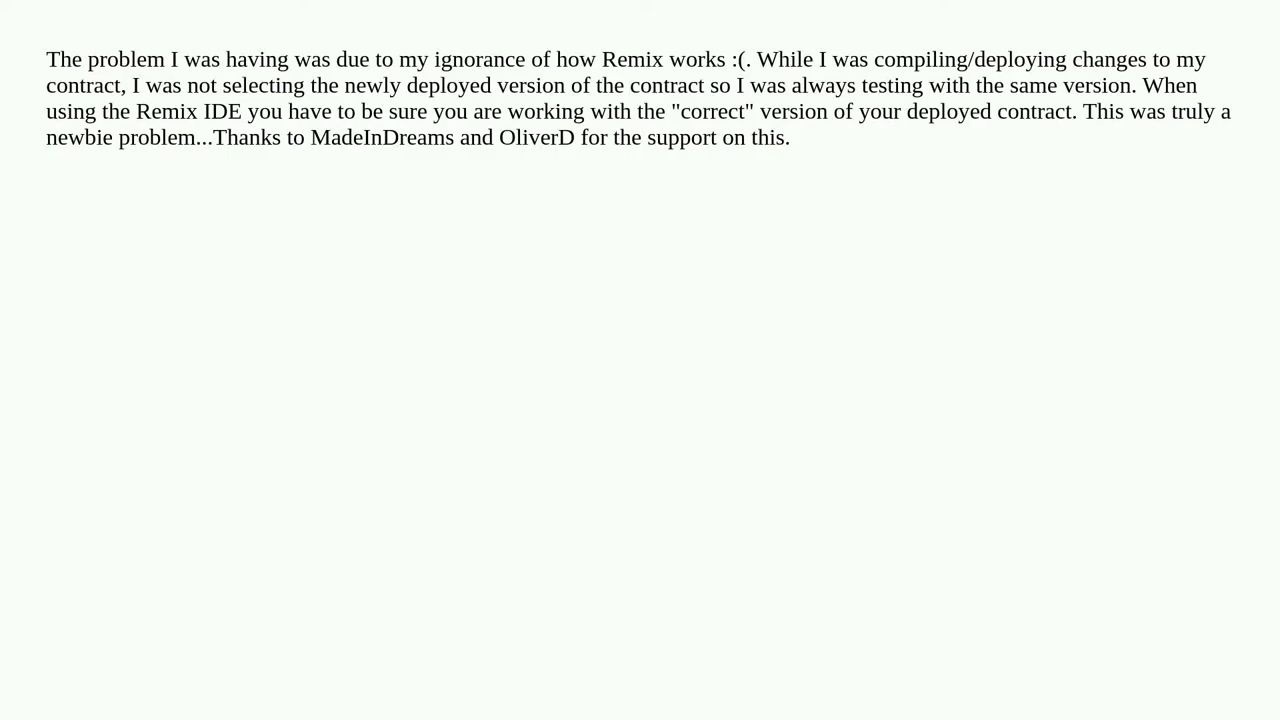 The problem I was having was due to my ignorance of how Remix works :(. While I was compiling/deploying changes to my
contract, I was not selecting the newly deployed version of the contract so I was always testing with the same version. When
using the Remix IDE you have to be sure you are working with the "correct" version of your deployed contract. This was truly a
newbie problem...Thanks to MadeInDreams and OliverD for the support on this.